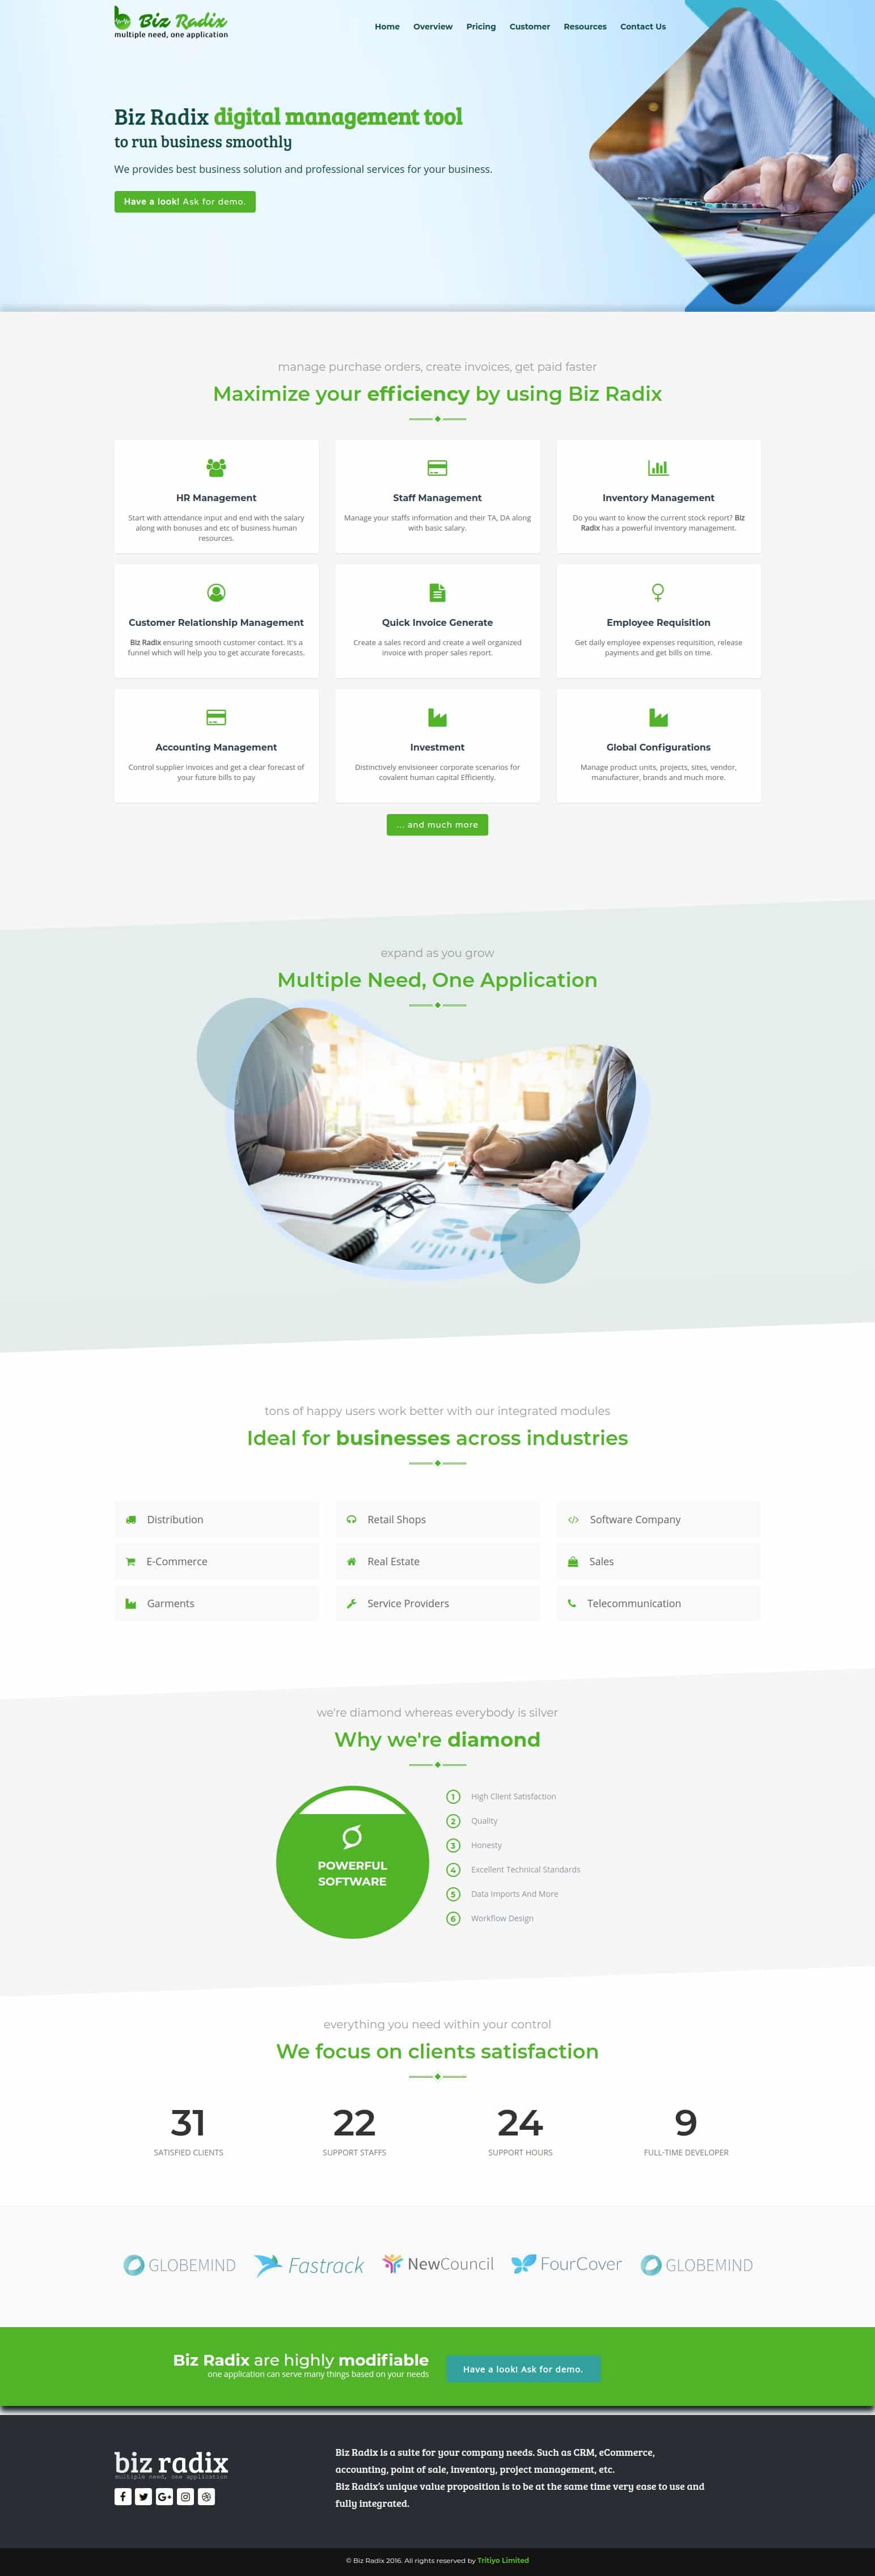 Biz Radix
multiple need, one application
Home Overview Pricing Customer Resources Contact Us
Biz Radix digital management tool
to run business smoothly
We provides best business solution and professional services for your business.
Have a look! Ask for demo.
manage purchase orders, create invoices, get paid faster
Maximize your efficiency by using Biz Radix
HR Management
Start with attendance input and end with the salary
along with bonuses and etc of business human
resources.
Staff Management
Manage your staffs information and their TA, DA along
with basic salary.
Inventory Management
Do you want to know the current stock report? Biz
Radix has a powerful inventory management.
Customer Relationship Management
Biz Radix ensuring smooth customer contact. It's a
funnel which will help you to get accurate forecasts.
Quick Invoice Generate
Create a sales record and create a well organized
invoice with proper sales report.
Employee Requisition
Get daily employee expenses requisition, release
payments and get bills on time.
Accounting Management
Control supplier invoices and get a clear forecast of
your future bills to pay
Investment
Distinctively envisioneer corporate scenarios for
covalent human capital Efficiently.
Global Configurations
Manage product units, projects, sites, vendor,
manufacturer, brands and much more.
... and much more
expand as you grow
Multiple Need, One Application
tons of happy users work better with our integrated modules
Ideal for businesses across industries
Distribution
Retail Shops
Software Company
E-Commerce
Real Estate
Sales
Garments
Service Providers
Telecommunication
we're diamond whereas everybody is silver
Why we're diamond
POWERFUL
SOFTWARE
1 High Client Satisfaction
2 Quality
3 Honesty
4 Excellent Technical Standards
5 Data Imports And More
6 Workflow Design
everything you need within your control
We focus on clients satisfaction
31
SATISFIED CLIENTS
22
SUPPORT STAFFS
24
SUPPORT HOURS
9
FULL-TIME DEVELOPER
GLOBEMIND
Fastrack
NewCouncil
FourCover
GLOBEMIND
Biz Radix are highly modifiable
one application can serve many things based on your needs
Have a look! Ask for demo.
biz radix
multiple need, one application
Biz Radix is a suite for your company needs. Such as CRM, eCommerce,
accounting, point of sale, inventory, project management, etc.
Biz Radix's unique value proposition is to be at the same time very ease to use and
fully integrated.
© Biz Radix 2016. All rights reserved by Tritiyo Limited